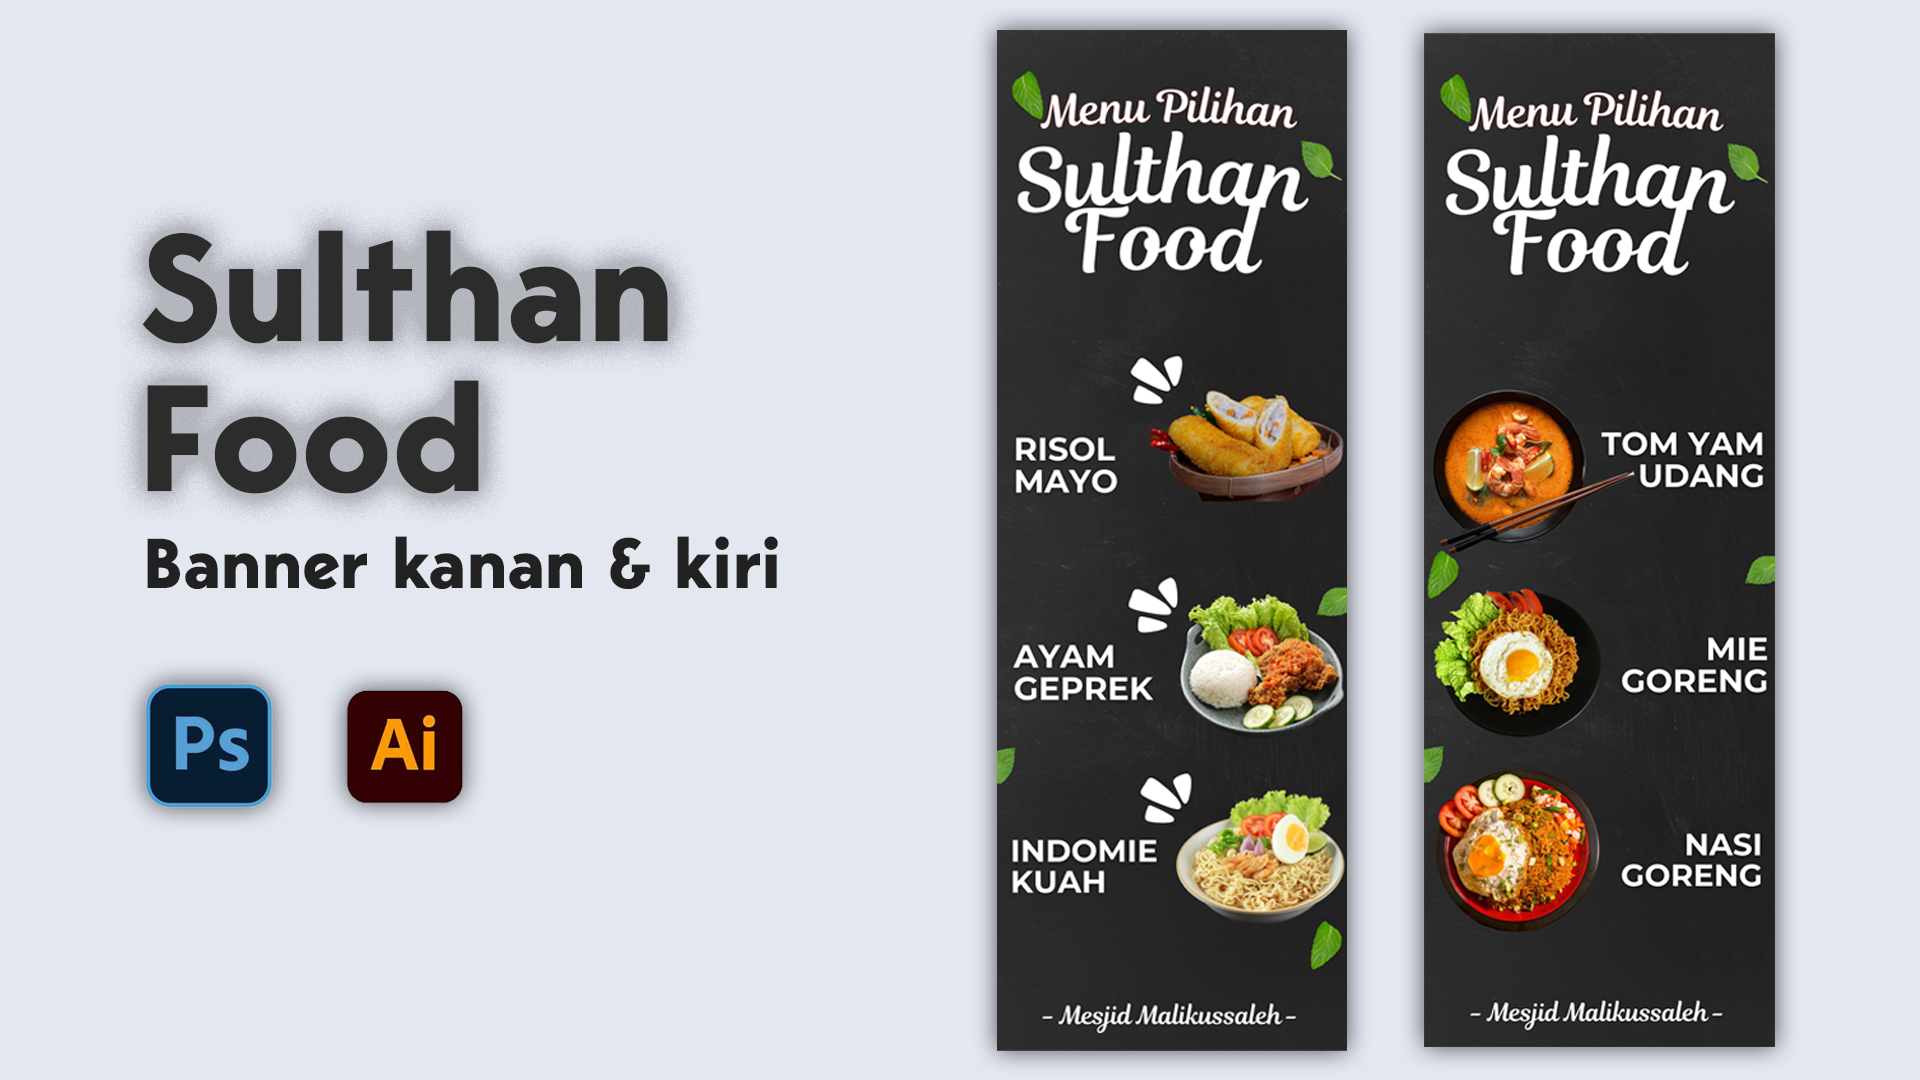 Sulthan
Food
Banner kanan & kiri
Ps
Ai
Menu Pilihan
Sulthan
Food
RISOL
MAYO
AYAM
GEPREK
INDOMIE
KUAH
- Mesjid Malikussaleh -
Menu Pilihan
Sulthan
Food
TOM YAM
UDANG
MIE
GORENG
NASI
GORENG
- Mesjid Malikussaleh -